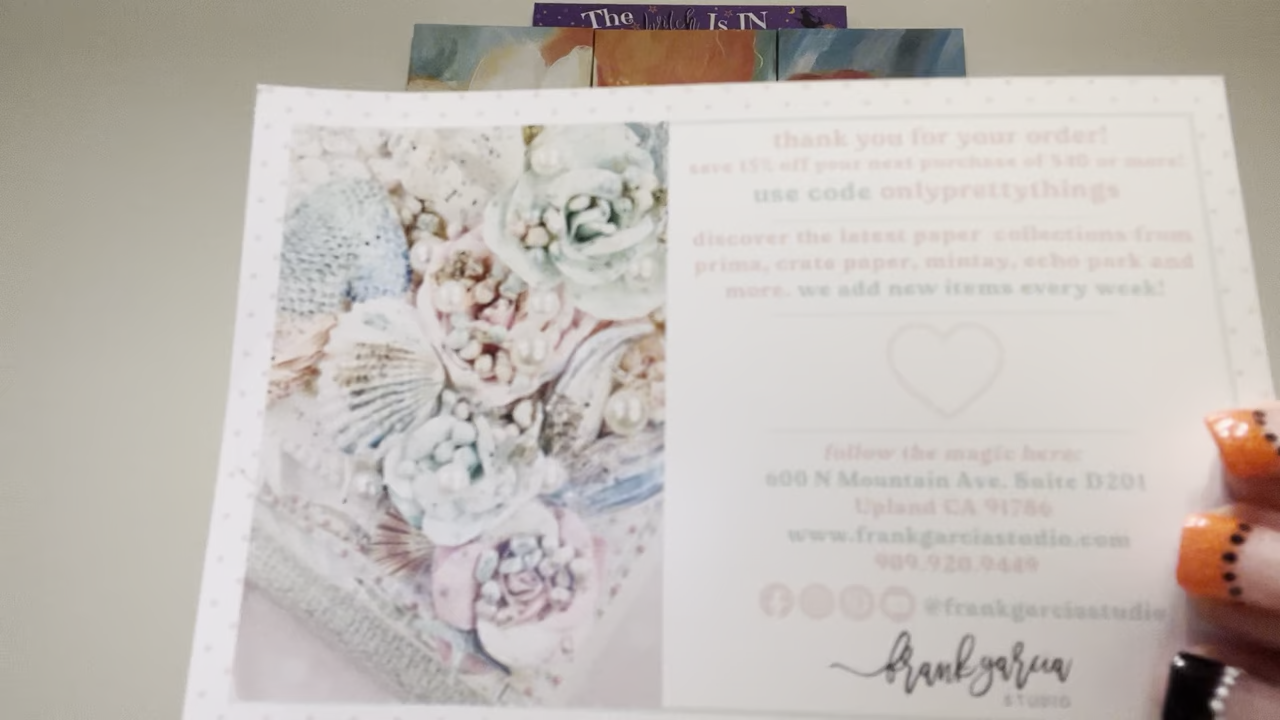 The Witch Is IN
thank you for your order!
save 15% off your next purchase of $40 or more!
use code onlyprettythings
discover the latest paper collections from
prima, crate paper, mintay, echo park and
more. we add new items every week!
follow the magic here:
600 N Mountain Ave. Suite D201
Upland CA 91786
www.frankgarciastudio.com
909.920.9449
@frankgarciastudio
frank garcia
STUDIO